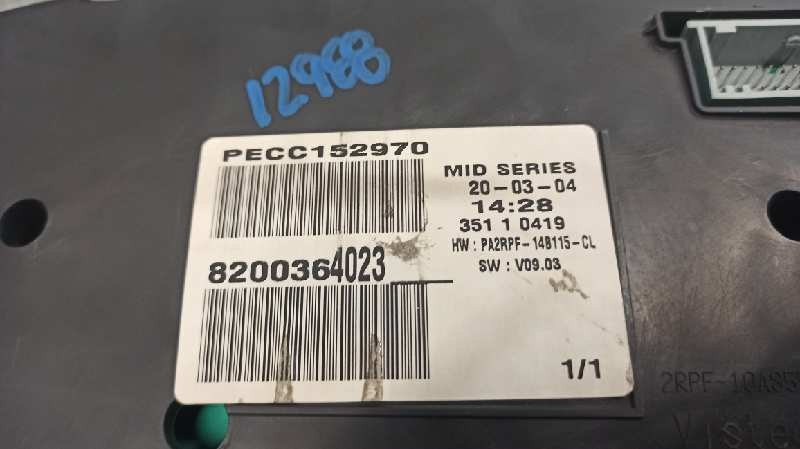 12988
PECC152970
MID SERIES
20-03-04
14:28
351 1 0419
HW : PA2RPF-14B115-CL
8200364023
SW : V09.03
1/1